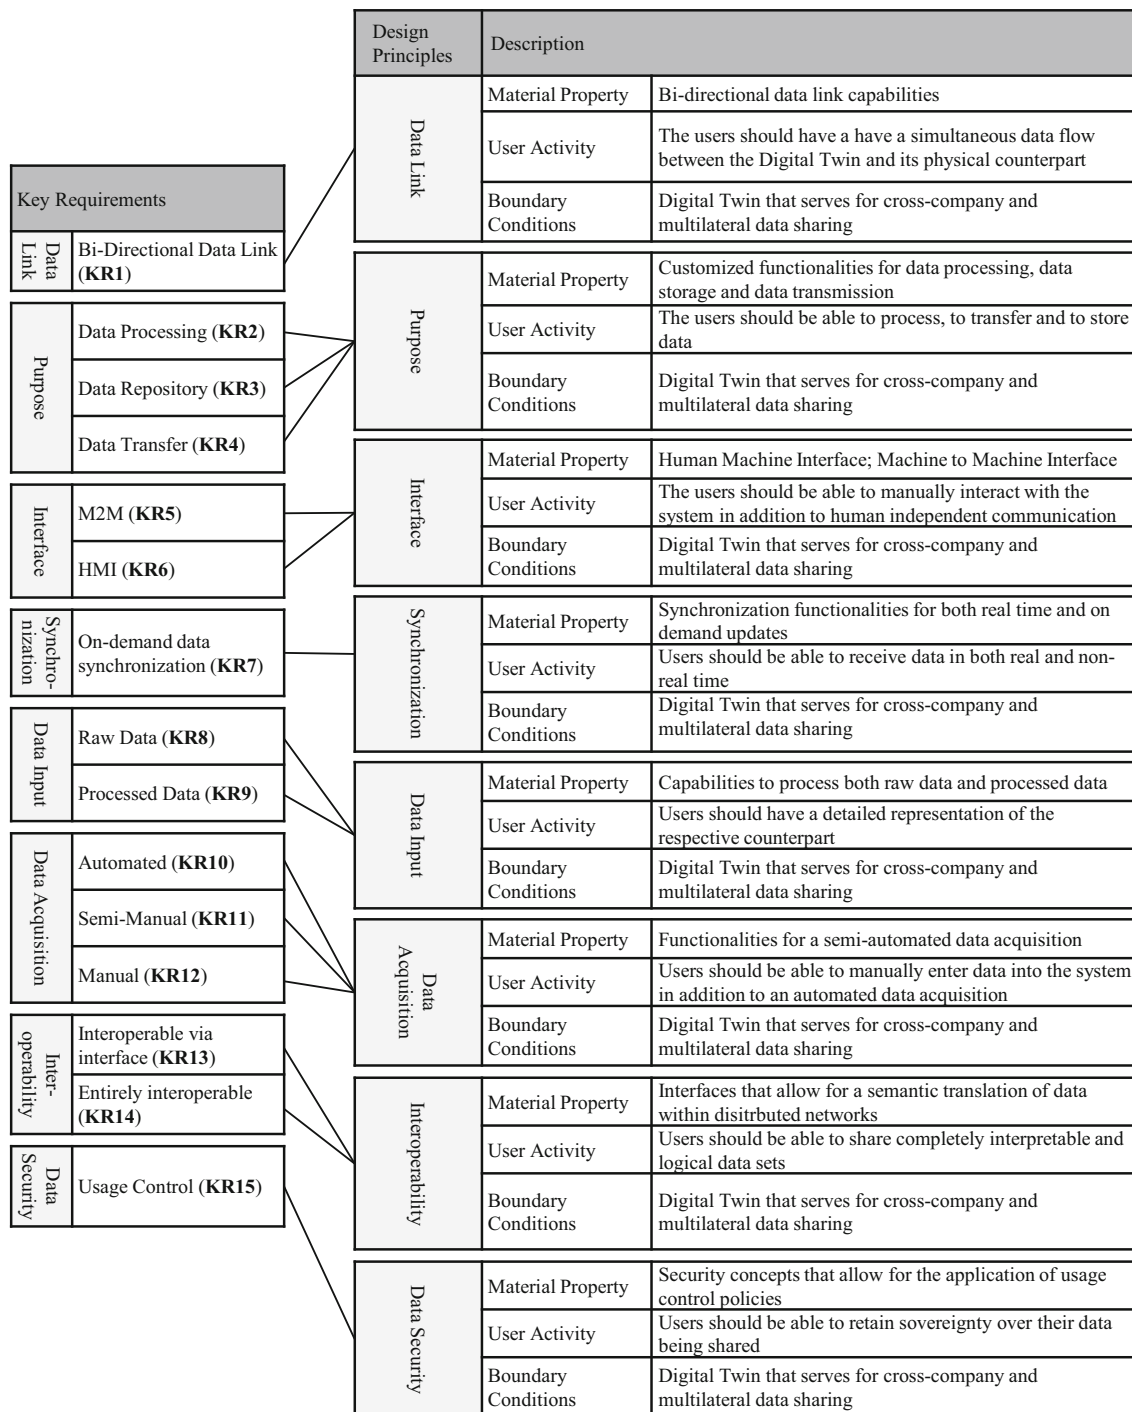 Key Requirements
Data
Link
Bi-Directional Data Link
(KR1)
Purpose
Data Processing (KR2)
Data Repository (KR3)
Data Transfer (KR4)
Interface
M2M (KR5)
HMI (KR6)
Synchro-
nization
On-demand data
synchronization (KR7)
Data Input
Raw Data (KR8)
Processed Data (KR9)
Data Acquisition
Automated (KR10)
Semi-Manual (KR11)
Manual (KR12)
Inter-
operability
Interoperable via
interface (KR13)
Entirely interoperable
(KR14)
Data
Security
Usage Control (KR15)
Design
Principles
Description
Data Link
Material Property
Bi-directional data link capabilities
User Activity
The users should have a have a simultaneous data flow
between the Digital Twin and its physical counterpart
Boundary
Conditions
Digital Twin that serves for cross-company and
multilateral data sharing
Purpose
Material Property
Customized functionalities for data processing, data
storage and data transmission
User Activity
The users should be able to process, to transfer and to store
data
Boundary
Conditions
Digital Twin that serves for cross-company and
multilateral data sharing
Interface
Material Property
Human Machine Interface; Machine to Machine Interface
User Activity
The users should be able to manually interact with the
system in addition to human independent communication
Boundary
Conditions
Digital Twin that serves for cross-company and
multilateral data sharing
Synchronization
Material Property
Synchronization functionalities for both real time and on
demand updates
User Activity
Users should be able to receive data in both real and non-
real time
Boundary
Conditions
Digital Twin that serves for cross-company and
multilateral data sharing
Data Input
Material Property
Capabilities to process both raw data and processed data
User Activity
Users should have a detailed representation of the
respective counterpart
Boundary
Conditions
Digital Twin that serves for cross-company and
multilateral data sharing
Data
Acquisition
Material Property
Functionalities for a semi-automated data acquisition
User Activity
Users should be able to manually enter data into the system
in addition to an automated data acquisition
Boundary
Conditions
Digital Twin that serves for cross-company and
multilateral data sharing
Interoperability
Material Property
Interfaces that allow for a semantic translation of data
within disitrbuted networks
User Activity
Users should be able to share completely interpretable and
logical data sets
Boundary
Conditions
Digital Twin that serves for cross-company and
multilateral data sharing
Data Security
Material Property
Security concepts that allow for the application of usage
control policies
User Activity
Users should be able to retain sovereignty over their data
being shared
Boundary
Conditions
Digital Twin that serves for cross-company and
multilateral data sharing